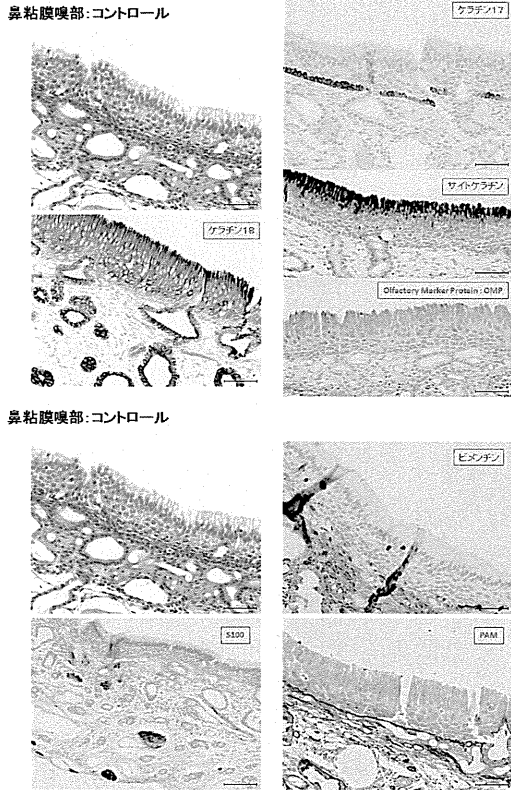 鼻粘膜嗅部:コントロール
ケラチン17
サイトケラチン
ケラチン18
Olfactory Marker Protein : OMP
鼻粘膜嗅部:コントロール
ビメンチン
S100
PAM